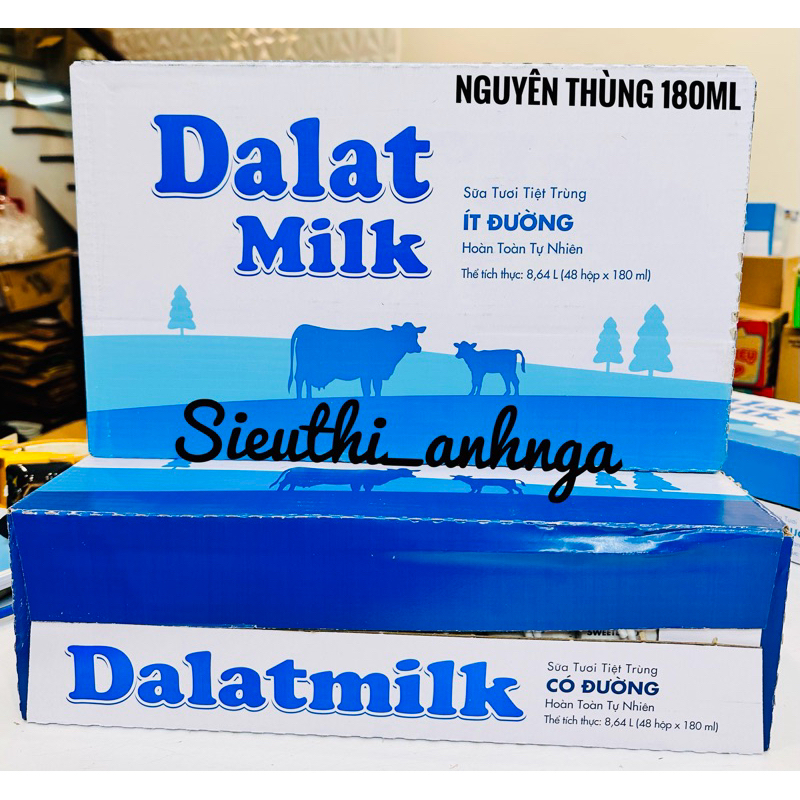 NGUYÊN THÙNG 180ML
Dalat
Milk
Sữa Tươi Tiệt Trùng
ÍT ĐƯỜNG
Hoàn Toàn Tự Nhiên
Thể tích thực: 8,64 L (48 hộp x 180 ml)
Sieuthi_anhnga
Dalatmilk
Sữa Tươi Tiệt Trùng
CÓ ĐƯỜNG
Hoàn Toàn Tự Nhiên
Thể tích thực: 8,64 L (48 hộp x 180 ml)